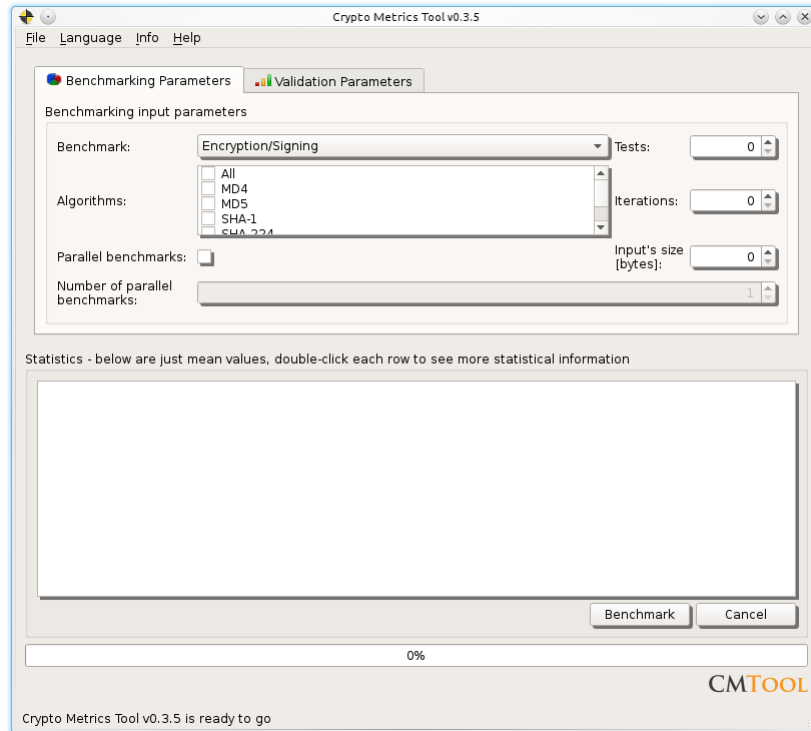 Crypto Metrics Tool v0.3.5
File Language Info Help
Benchmarking Parameters
Validation Parameters
Benchmarking input parameters
Benchmark:
Encryption/Signing
Tests:
0
Algorithms:
All
MD4
MD5
SHA-1
SHA-224
Iterations:
0
Parallel benchmarks:
Input's size
[bytes]:
0
Number of parallel
benchmarks:
1
Statistics - below are just mean values, double-click each row to see more statistical information
Benchmark
Cancel
0%
CMTOOL
Crypto Metrics Tool v0.3.5 is ready to go